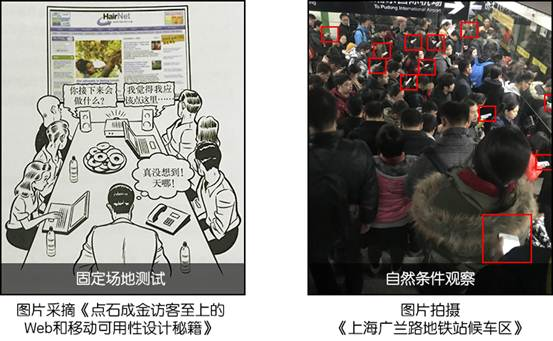 HairNet
你接下来会
做什么?
我觉得我应
该点这里……
真没想到!
天哪!
固定场地测试
图片采摘《点石成金访客至上的
Web和移动可用性设计秘籍》
To Pudong International Airport
自然条件观察
图片拍摄
《上海广兰路地铁站候车区》